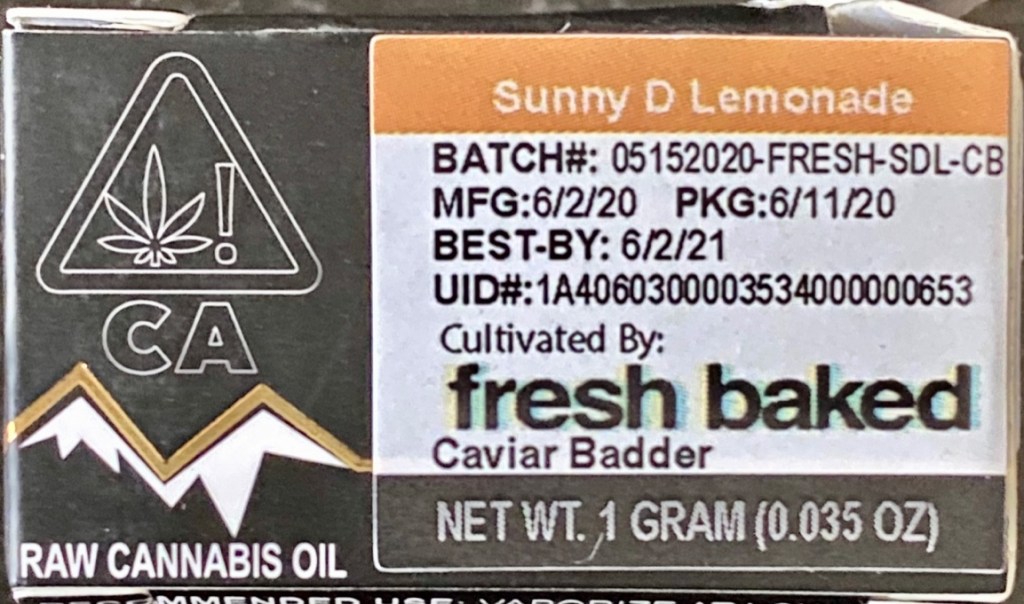 Sunny D Lemonade
BATCH#: 05152020-FRESH-SDL-CB
MFG:6/2/20 PKG:6/11/20
BEST-BY: 6/2/21
UID#:1A4060300003534000000653
Cultivated By:
fresh baked
Caviar Badder
NET WT. 1 GRAM (0.035 OZ)
!
CA
RAW CANNABIS OIL